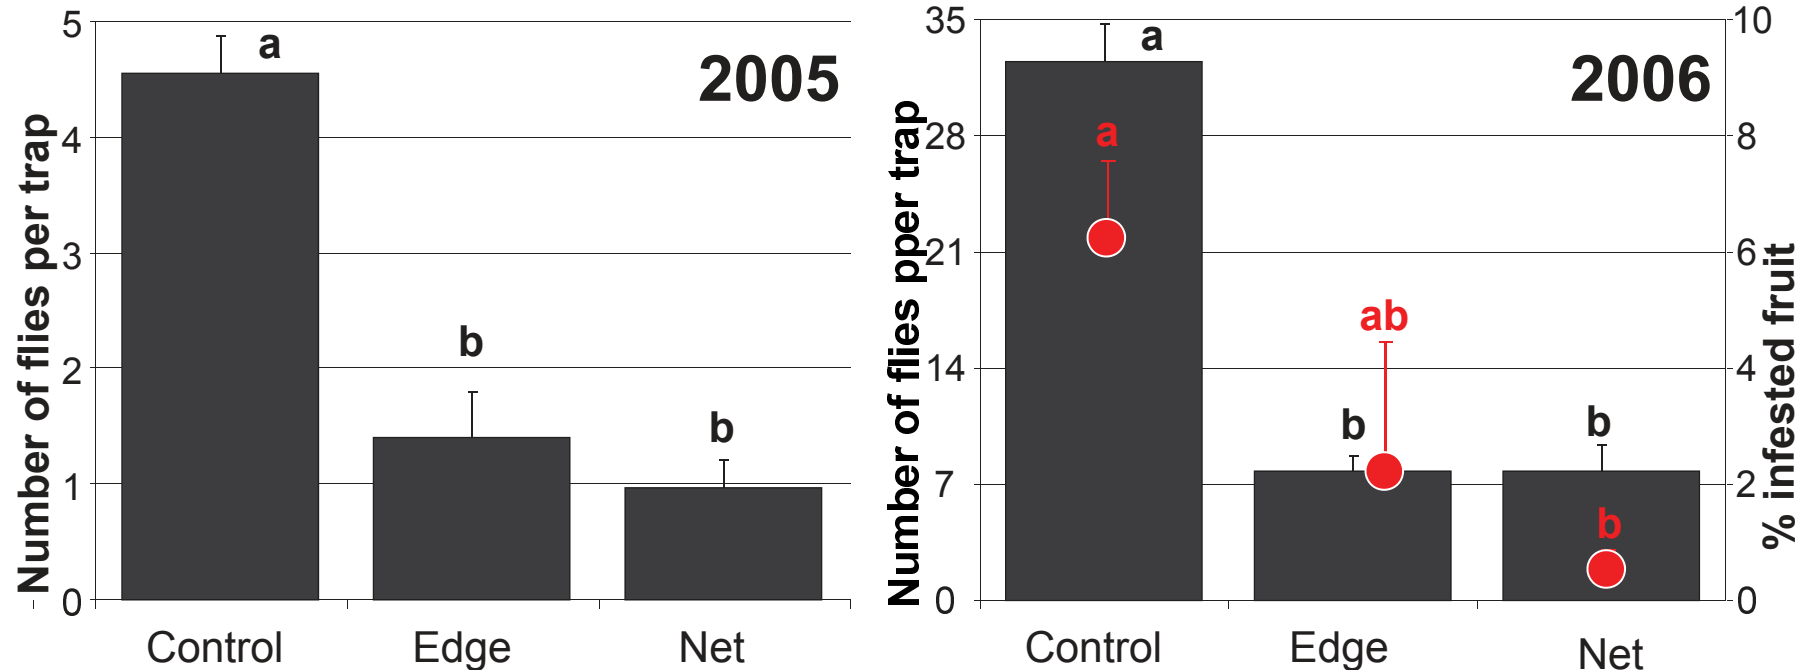 Number of flies per trap
5
4
3
2
1
0
a
b
b
2005
Control
Edge
Net
Number of flies pper trap
35
28
21
14
7
0
a
a
b
ab
b
b
2006
10
8
6
4
2
0
% infested fruit
Control
Edge
Net